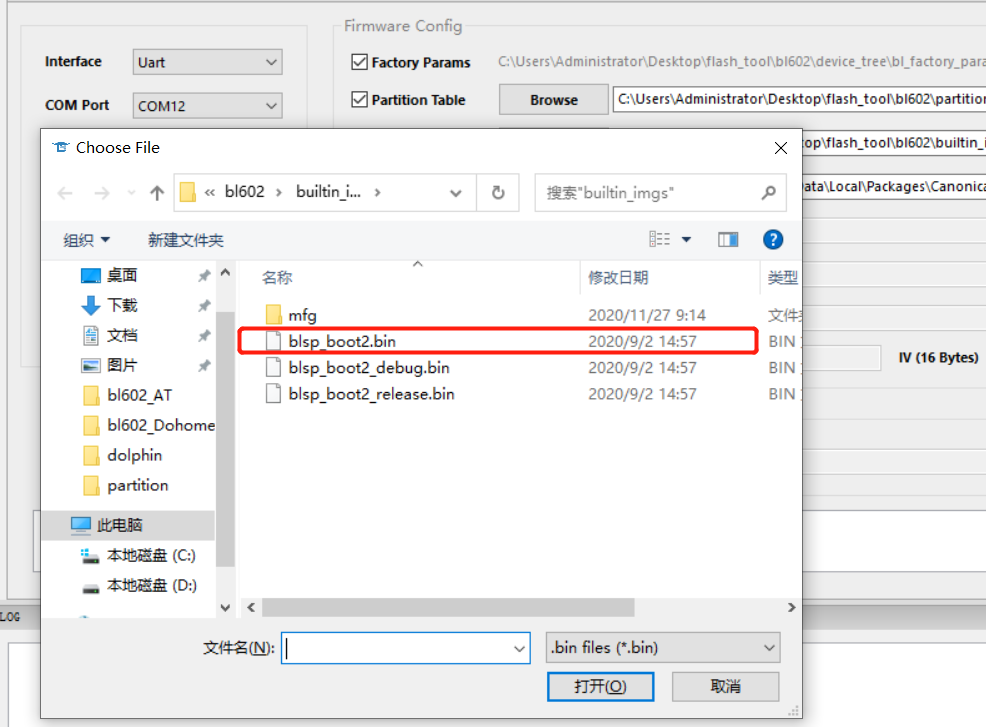 Firmware Config
Interface Uart
Factory Params C:\Users\Administrator\Desktop\flash_tool\bl602\device_tree\bl_factory_para
COM Port COM12
Partition Table Browse C:\Users\Administrator\Desktop\flash_tool\bl602\partition
Choose File
top\flash_tool\bl602\builtin_i
« bl602 › builtin_i... ›
搜索"builtin_imgs"
ata\Local\Packages\Canonica
组织 新建文件夹
桌面
下载
文档
图片
bl602_AT
bl602_Dohome
dolphin
partition
此电脑
本地磁盘 (C:)
本地磁盘 (D:)
名称 修改日期 类型
mfg 2020/11/27 9:14 文件
blsp_boot2.bin 2020/9/2 14:57 BIN
blsp_boot2_debug.bin 2020/9/2 14:57 BIN
blsp_boot2_release.bin 2020/9/2 14:57 BIN
IV (16 Bytes)
LOG
文件名(N): .bin files (*.bin)
打开(O) 取消